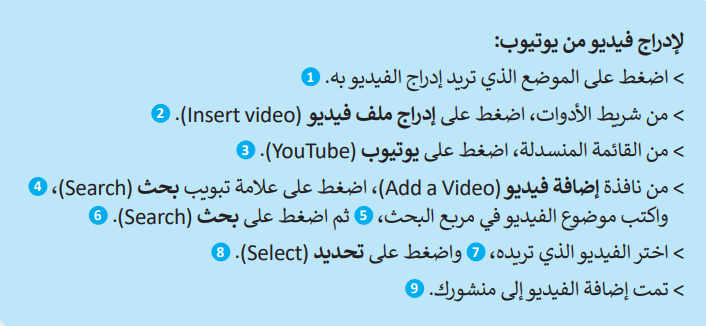 لإدراج فيديو من يوتيوب:
> اضغط على الموضع الذي تريد إدراج الفيديو به. 1
> من شريط الأدوات، اضغط على إدراج ملف فيديو (Insert video). 2
> من القائمة المنسدلة، اضغط على يوتيوب (YouTube). 3
> من نافذة إضافة فيديو (Add a Video)، اضغط على علامة تبويب بحث (Search)، 4
واكتب موضوع الفيديو في مربع البحث، 5 ثم اضغط على بحث (Search). 6
> اختر الفيديو الذي تريده، 7 واضغط على تحديد (Select). 8
> تمت إضافة الفيديو إلى منشورك. 9